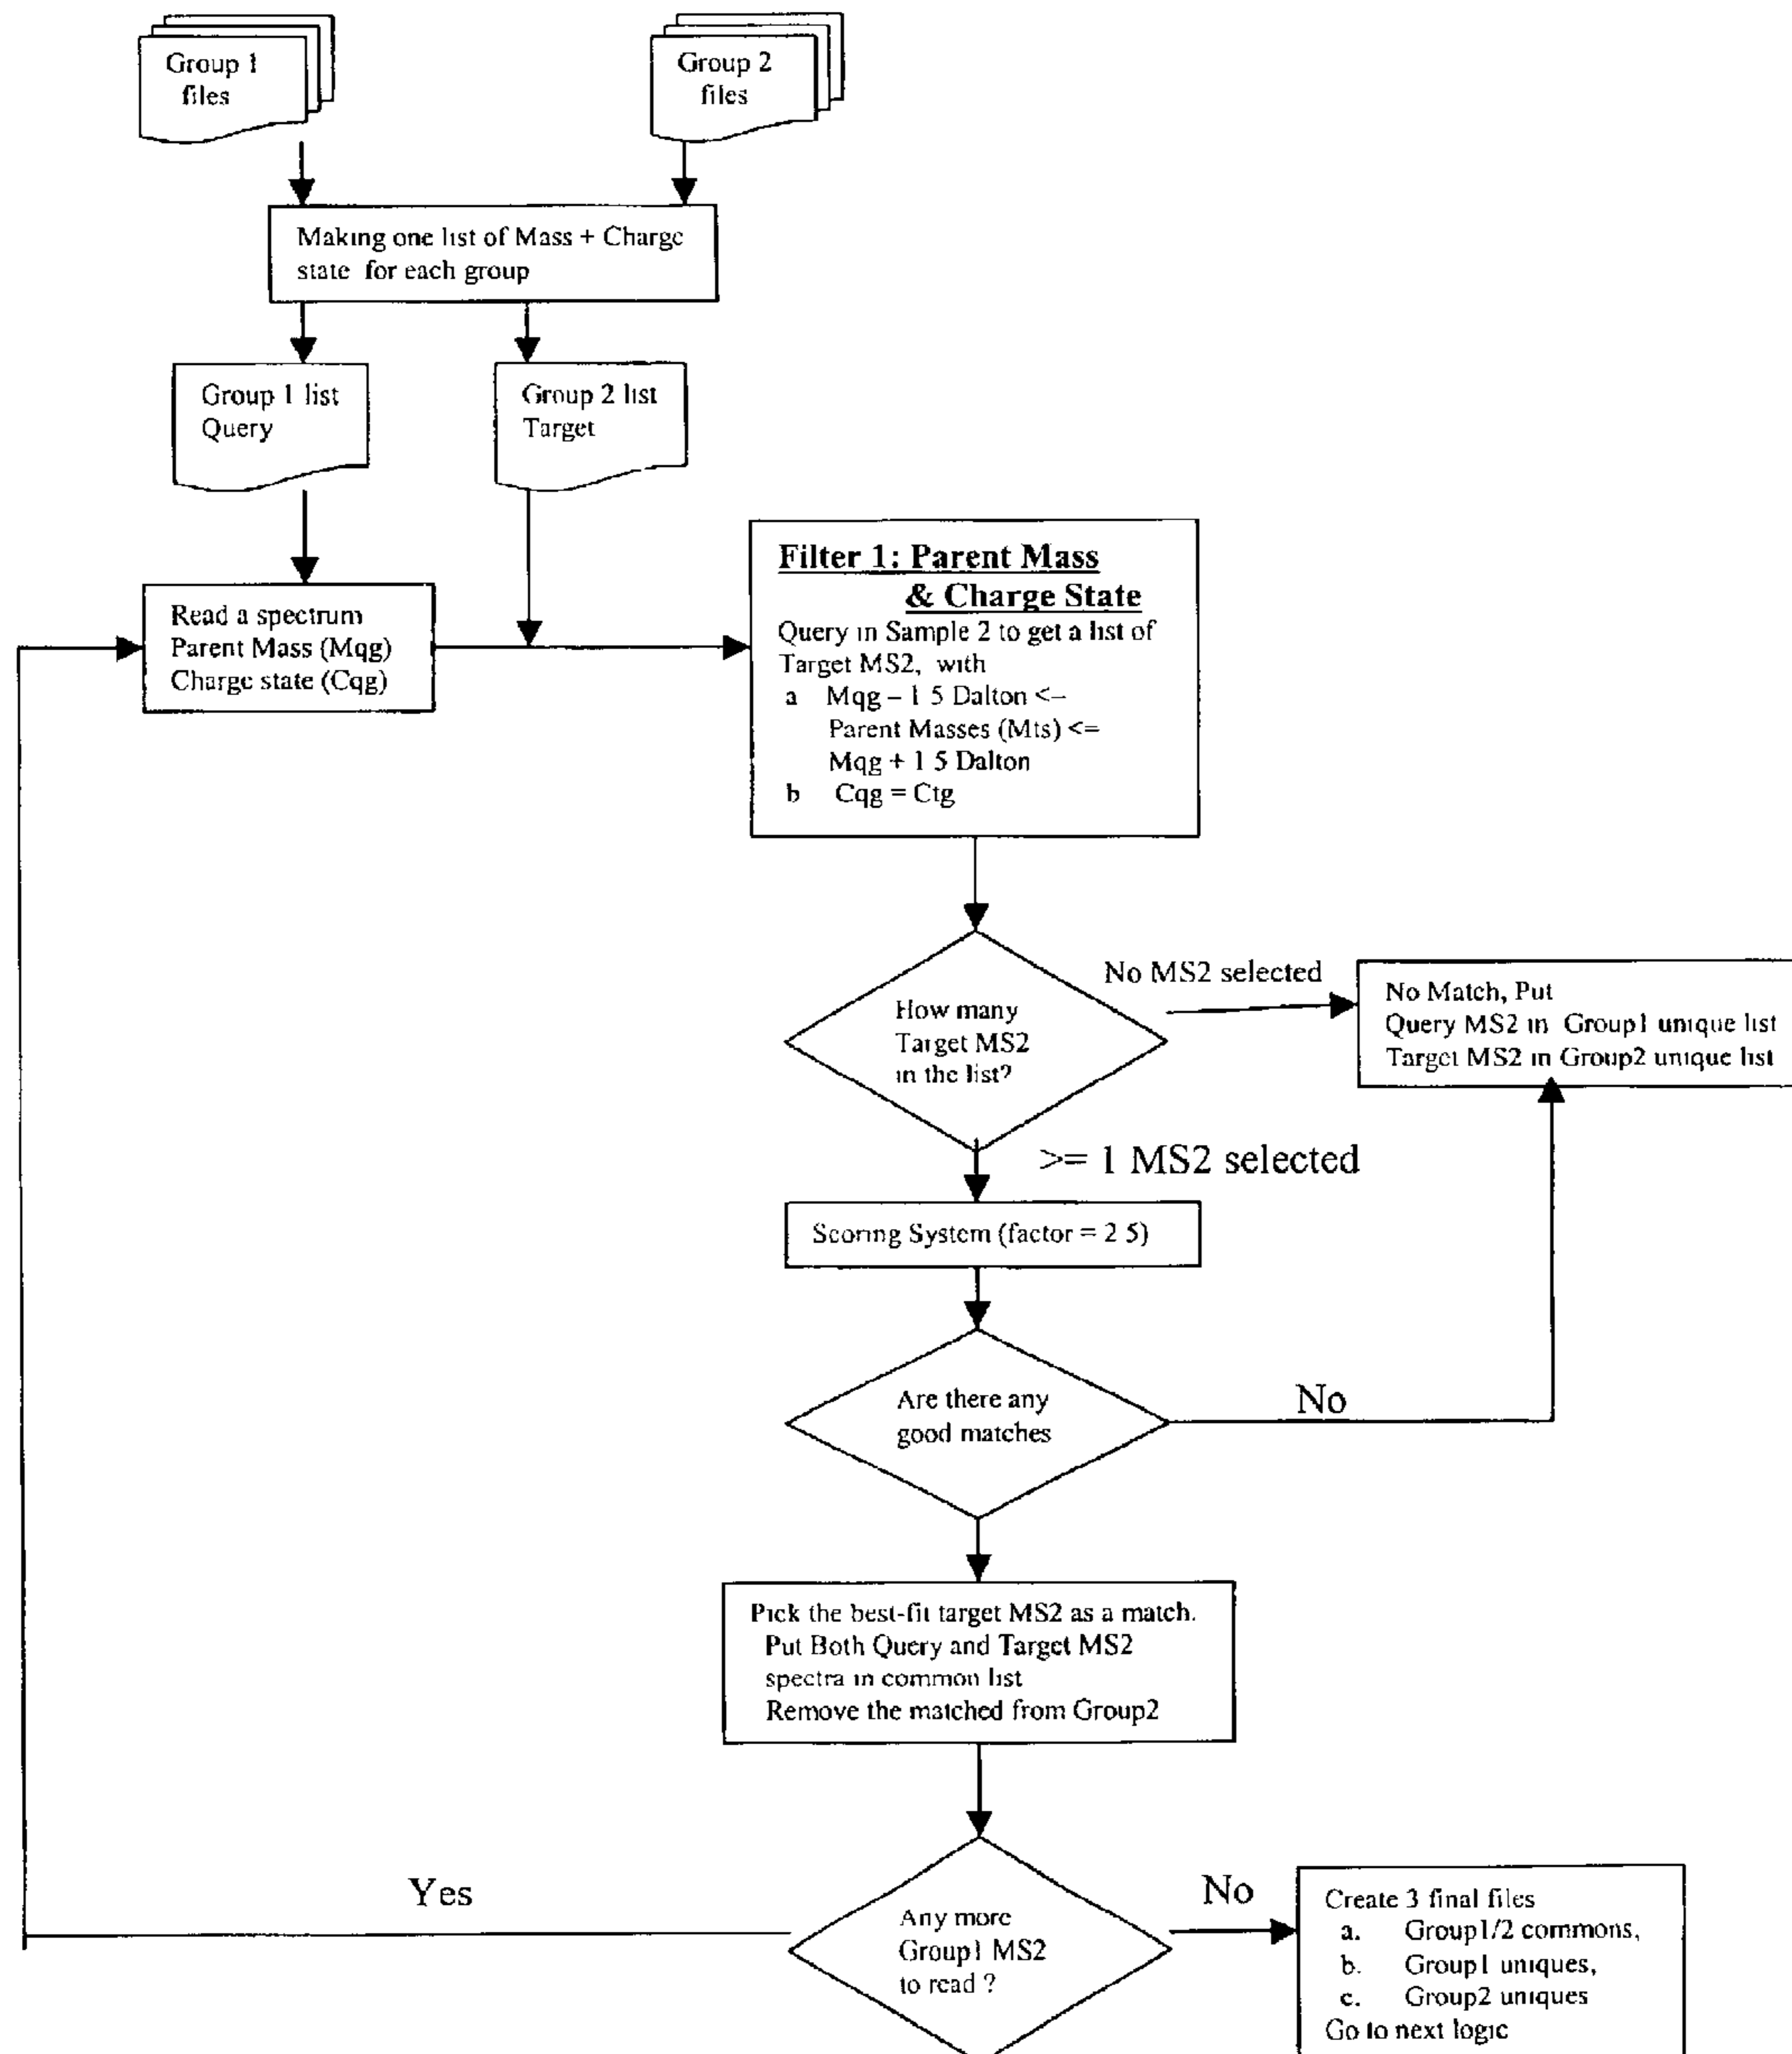 Group 1
files
Group 2
files
Making one list of Mass + Charge
state for each group
Group 1 list
Query
Group 2 list
Target
Read a spectrum
Parent Mass (Mqg)
Charge state (Cqg)
Filter 1: Parent Mass
& Charge State
Query in Sample 2 to get a list of
Target MS2, with
a Mqg – 1 5 Dalton <–
Parent Masses (Mts) <=
Mqg + 1 5 Dalton
b Cqg = Ctg
How many
Target MS2
in the list?
No MS2 selected
No Match, Put
Query MS2 in Group1 unique list
Target MS2 in Group2 unique list
>= 1 MS2 selected
Scoring System (factor = 2 5)
Are there any
good matches
No
Pick the best-fit target MS2 as a match.
Put Both Query and Target MS2
spectra in common list
Remove the matched from Group2
Yes
Any more
Group1 MS2
to read ?
No
Create 3 final files
a. Group1/2 commons,
b. Group1 uniques,
c. Group2 uniques
Go to next logic